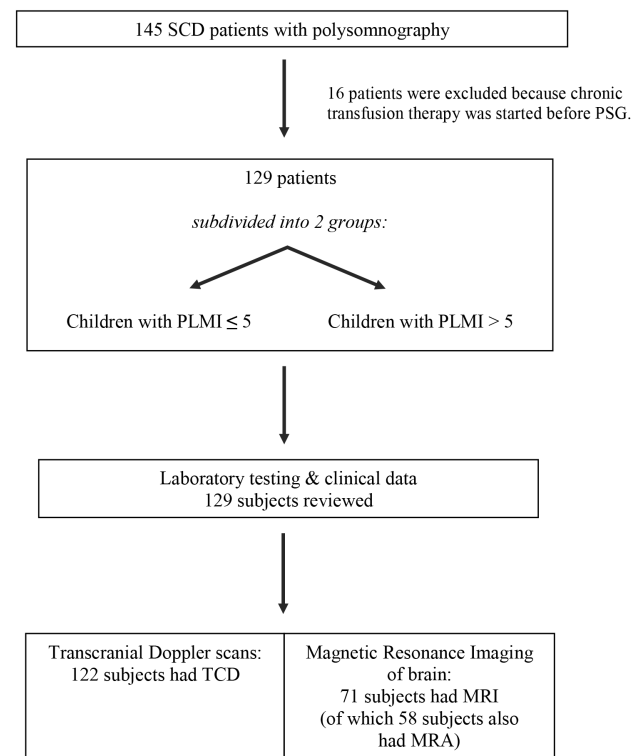 145 SCD patients with polysomnography
16 patients were excluded because chronic
transfusion therapy was started before PSG.
129 patients
subdivided into 2 groups:
Children with PLMI ≤ 5
Children with PLMI > 5
Laboratory testing & clinical data
129 subjects reviewed
Transcranial Doppler scans:
122 subjects had TCD
Magnetic Resonance Imaging
of brain:
71 subjects had MRI
(of which 58 subjects also
had MRA)